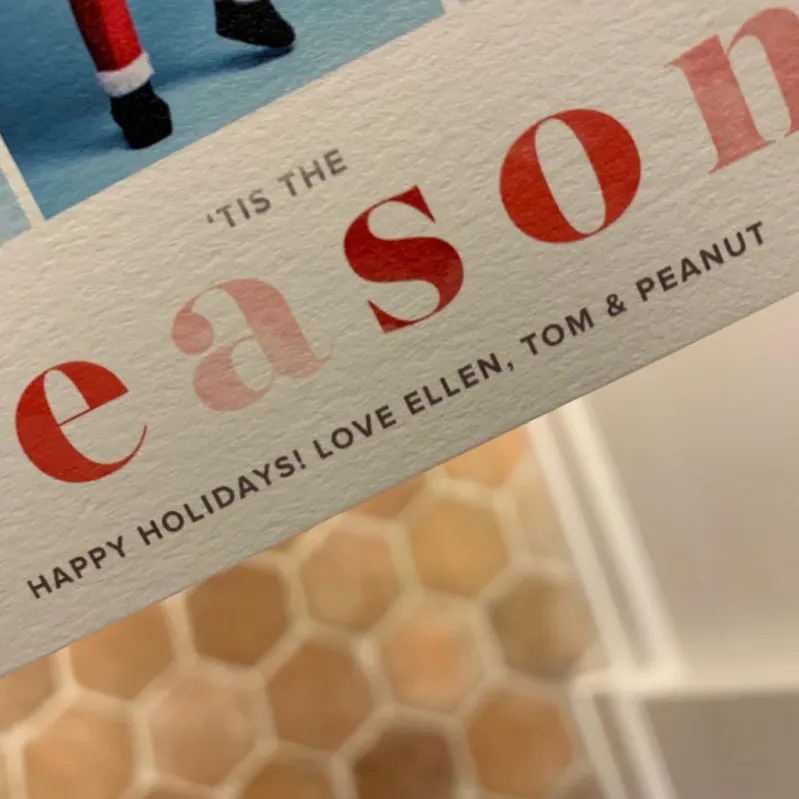 'TIS THE
eason
HAPPY HOLIDAYS! LOVE ELLEN, TOM & PEANUT